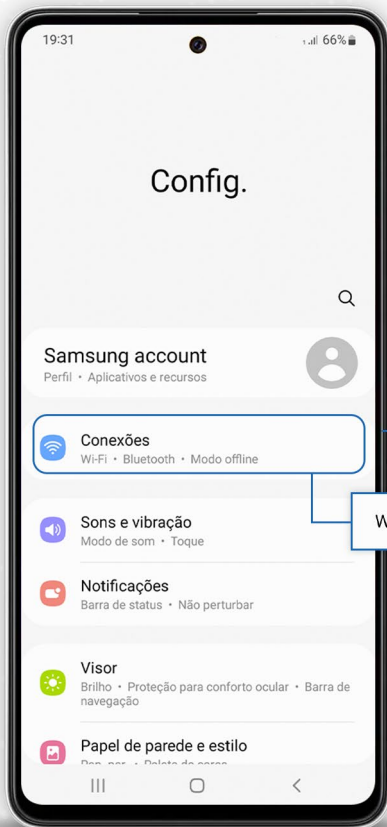 19:31
66%
Config.
Samsung account
Perfil • Aplicativos e recursos
Conexões
Wi-Fi • Bluetooth • Modo offline
W
Sons e vibração
Modo de som • Toque
Notificações
Barra de status • Não perturbar
Visor
Brilho • Proteção para conforto ocular • Barra de
navegação
Papel de parede e estilo